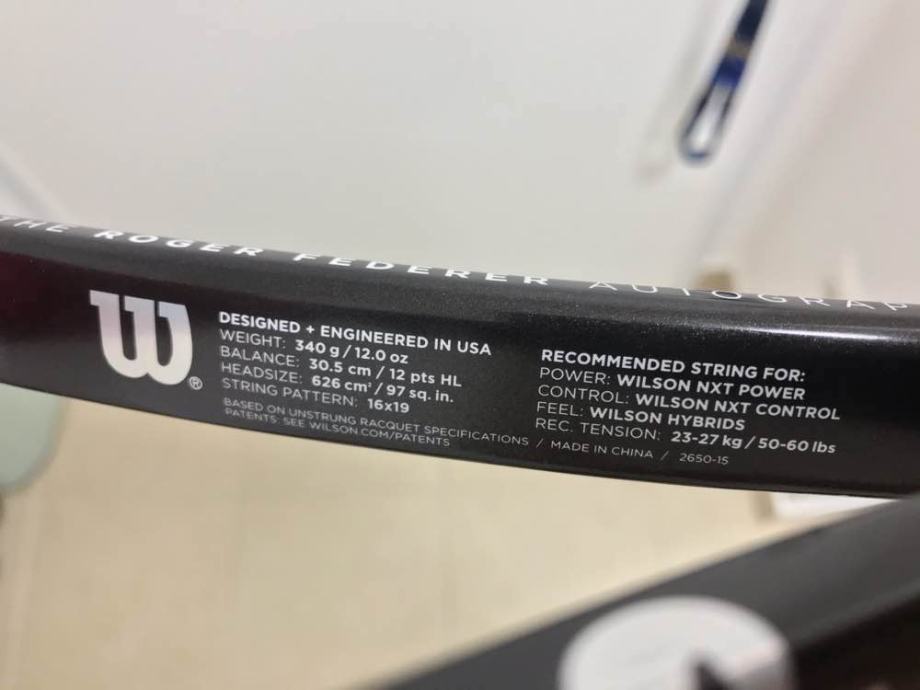 THE ROGER FEDERER AUTOGRAP
W®
DESIGNED + ENGINEERED IN USA
WEIGHT: 340 g / 12.0 oz
BALANCE: 30.5 cm / 12 pts HL
HEADSIZE: 626 cm² / 97 sq. in.
STRING PATTERN: 16x19
BASED ON UNSTRUNG RACQUET SPECIFICATIONS
PATENTS: SEE WILSON.COM/PATENTS / MADE IN CHINA / 2650-15
RECOMMENDED STRING FOR:
POWER: WILSON NXT POWER
CONTROL: WILSON NXT CONTROL
FEEL: WILSON HYBRIDS
REC. TENSION: 23-27 kg / 50-60 lbs